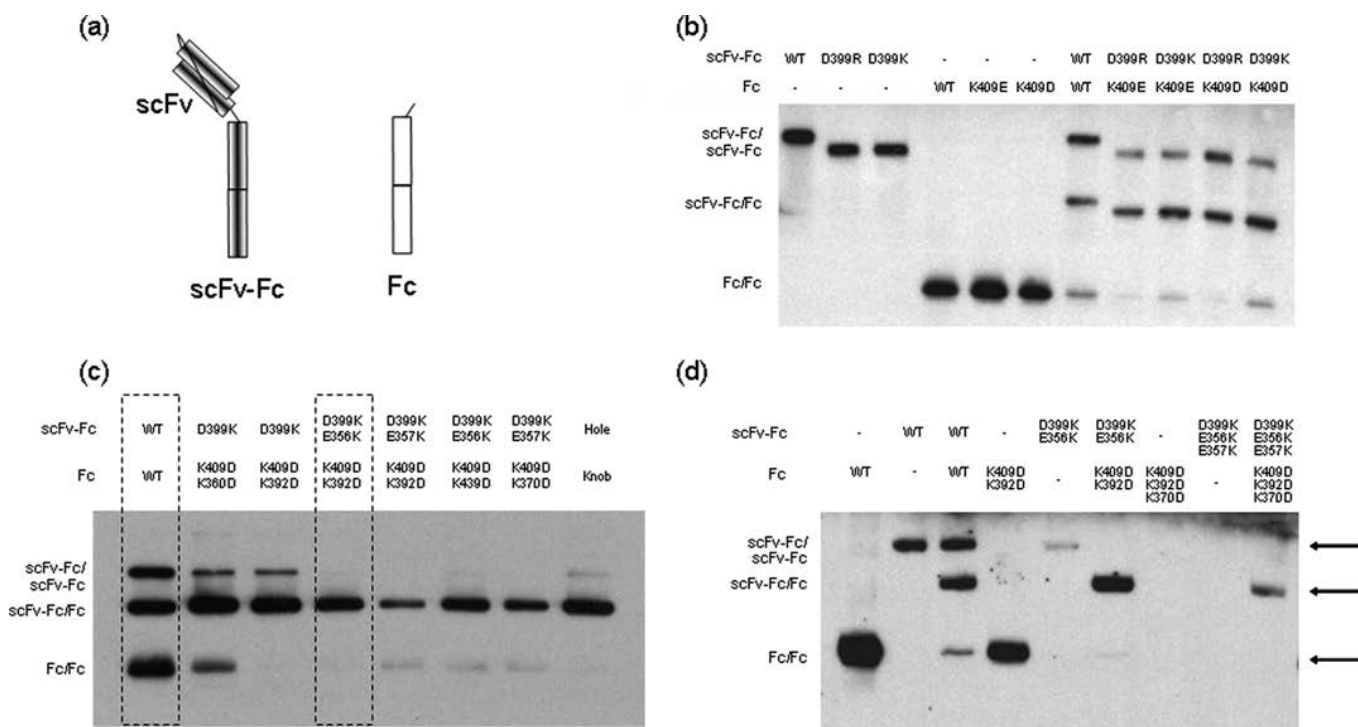 (a)
scFv
scFv-Fc
Fc
(b)
scFv-Fc WT D399R D399K - - - WT D399R D399K D399R D399K
Fc - - - WT K409E K409D WT K409E K409E K409D K409D
scFv-Fc/
scFv-Fc
scFv-Fc/Fc
Fc/Fc
(c)
scFv-Fc WT D399K D399K D399K E356K D399K E357K D399K E356K D399K E357K Hole
Fc WT K409D K360D K409D K392D K409D K392D K409D K392D K409D K439D K409D K370D Knob
scFv-Fc/
scFv-Fc
scFv-Fc/Fc
Fc/Fc
(d)
scFv-Fc - WT WT - D399K E356K D399K E356K - D399K E356K E357K D399K E356K E357K
Fc WT - WT K409D K392D - K409D K392D K409D K392D K370D - K409D K392D K370D
scFv-Fc/
scFv-Fc
scFv-Fc/Fc
Fc/Fc